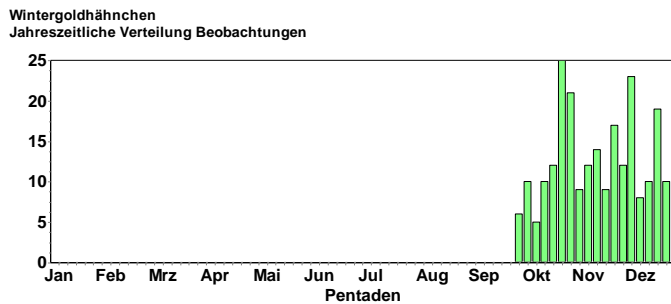 Wintergoldhähnchen
Jahreszeitliche Verteilung Beobachtungen
25
20
15
10
5
0
Jan Feb Mrz Apr Mai Jun Jul Aug Sep Okt Nov Dez
Pentaden